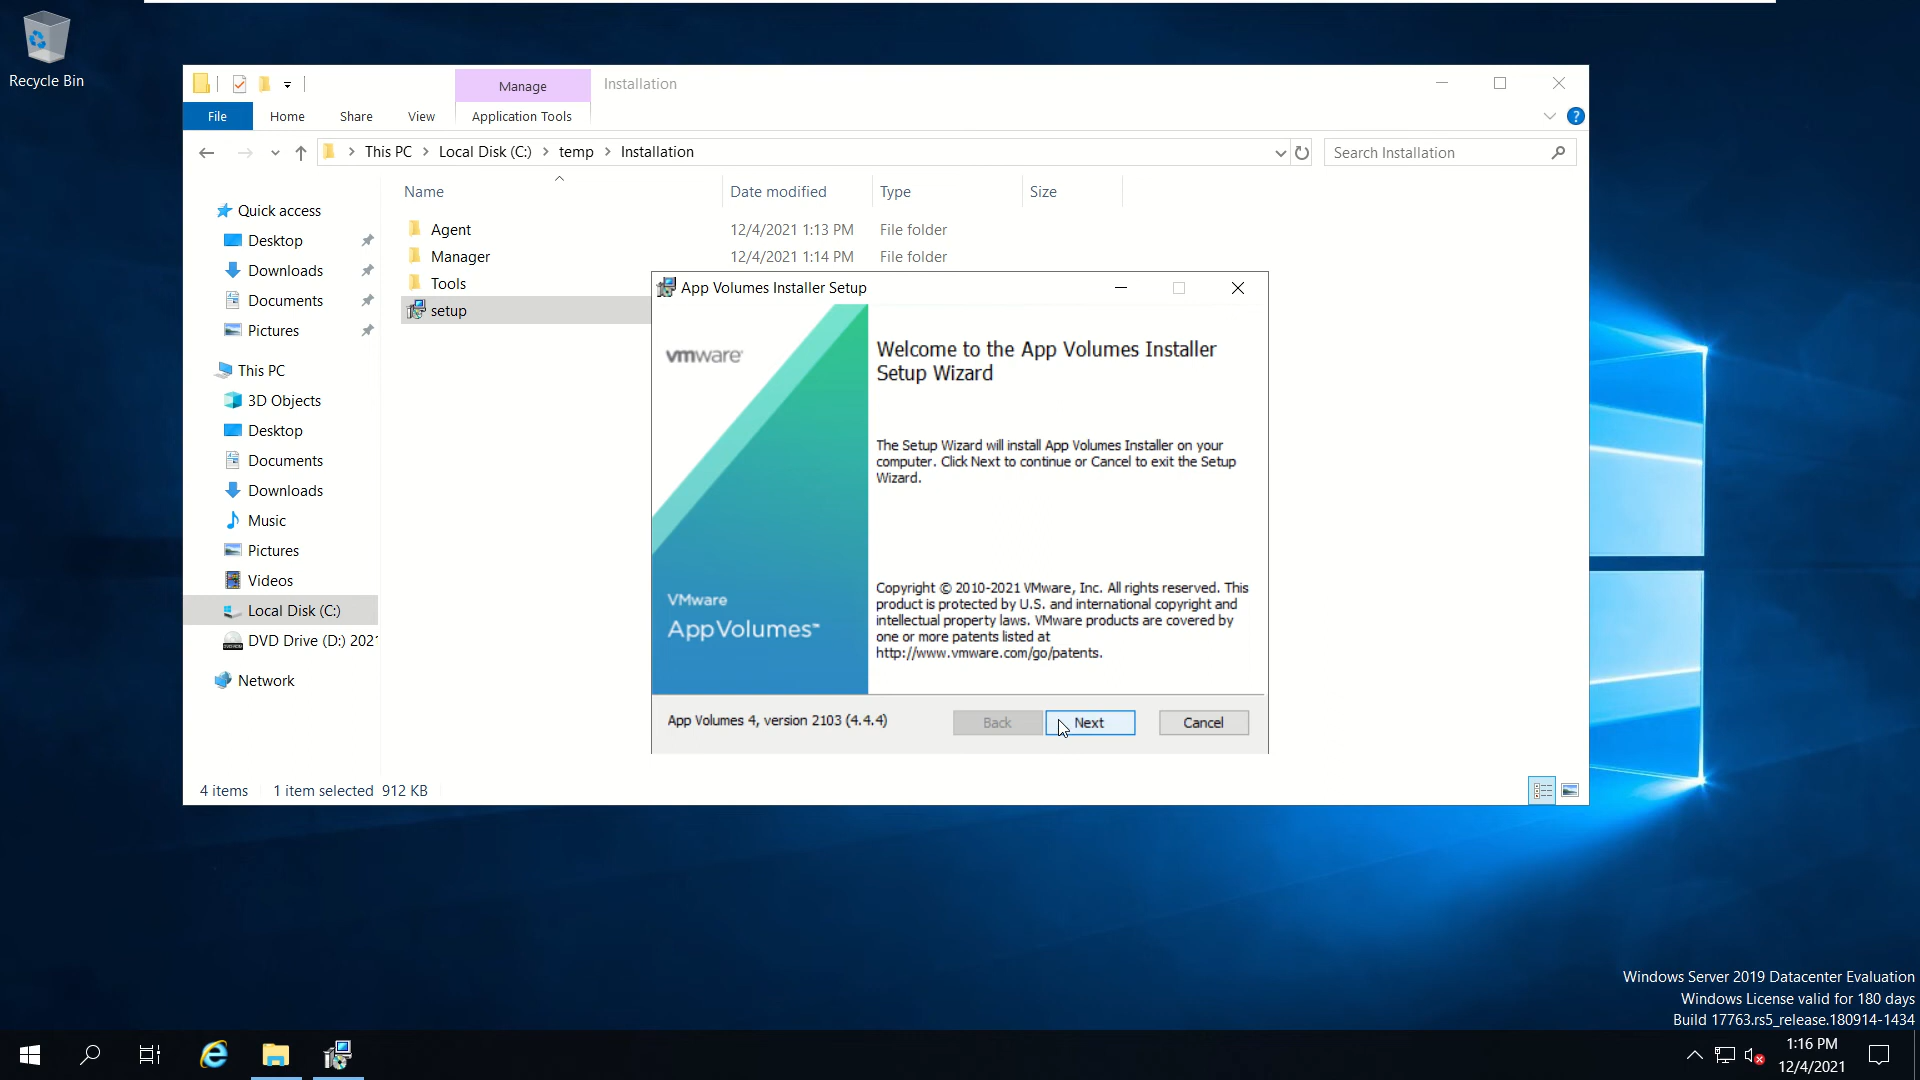 Recycle Bin
Manage
Installation
File
Home
Share
View
Application Tools
This PC
Local Disk (C:)
temp
Installation
Search Installation
Name
Date modified
Type
Size
Quick access
Desktop
Downloads
Documents
Pictures
This PC
3D Objects
Desktop
Documents
Downloads
Music
Pictures
Videos
Local Disk (C:)
DVD Drive (D:) 202
Network
Agent 12/4/2021 1:13 PM File folder
Manager 12/4/2021 1:14 PM File folder
Tools
setup
App Volumes Installer Setup
vmware
VMware
AppVolumes™
Welcome to the App Volumes Installer
Setup Wizard
The Setup Wizard will install App Volumes Installer on your
computer. Click Next to continue or Cancel to exit the Setup
Wizard.
Copyright © 2010-2021 VMware, Inc. All rights reserved. This
product is protected by U.S. and international copyright and
intellectual property laws. VMware products are covered by
one or more patents listed at
http://www.vmware.com/go/patents.
App Volumes 4, version 2103 (4.4.4)
Back
Next
Cancel
4 items
1 item selected 912 KB
Windows Server 2019 Datacenter Evaluation
Windows License valid for 180 days
Build 17763.rs5_release.180914-1434
1:16 PM
12/4/2021